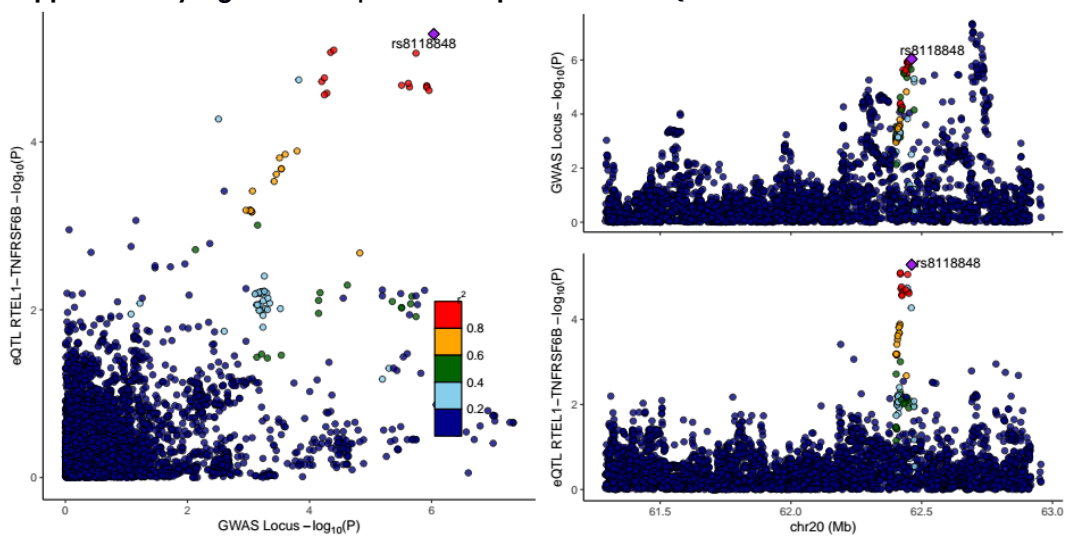 rs8118848
eQTL RTEL1−TNFRSF6B −log10(P)
4
2
0
r2
0.8
0.6
0.4
0.2
0
2
4
6
GWAS Locus −log10(P)
rs8118848
GWAS Locus −log10(P)
6
4
2
0
rs8118848
eQTL RTEL1−TNFRSF6B −log10(P)
4
2
0
61.5
62.0
62.5
63.0
chr20 (Mb)